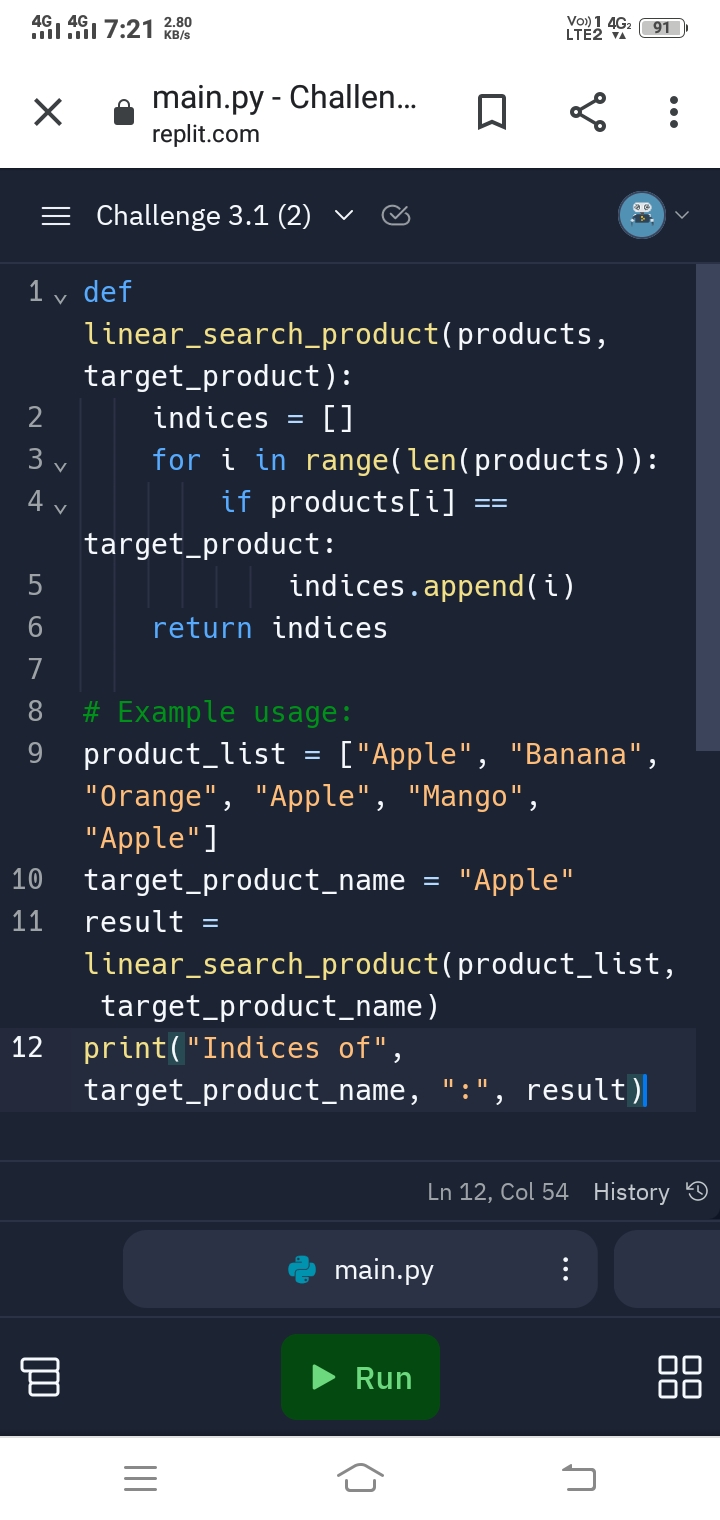 4G 4G 7:21 2.80 KB/s Vo)) 1 LTE2 4G2 91
main.py - Challen...
replit.com
Challenge 3.1 (2)
1 def
linear_search_product(products,
target_product):
2     indices = []
3     for i in range(len(products)):
4         if products[i] ==
target_product:
5             indices.append(i)
6     return indices
7
8 # Example usage:
9 product_list = ["Apple", "Banana",
"Orange", "Apple", "Mango",
"Apple"]
10 target_product_name = "Apple"
11 result =
linear_search_product(product_list,
 target_product_name)
12 print("Indices of",
target_product_name, ":", result)
Ln 12, Col 54 History
main.py
Run